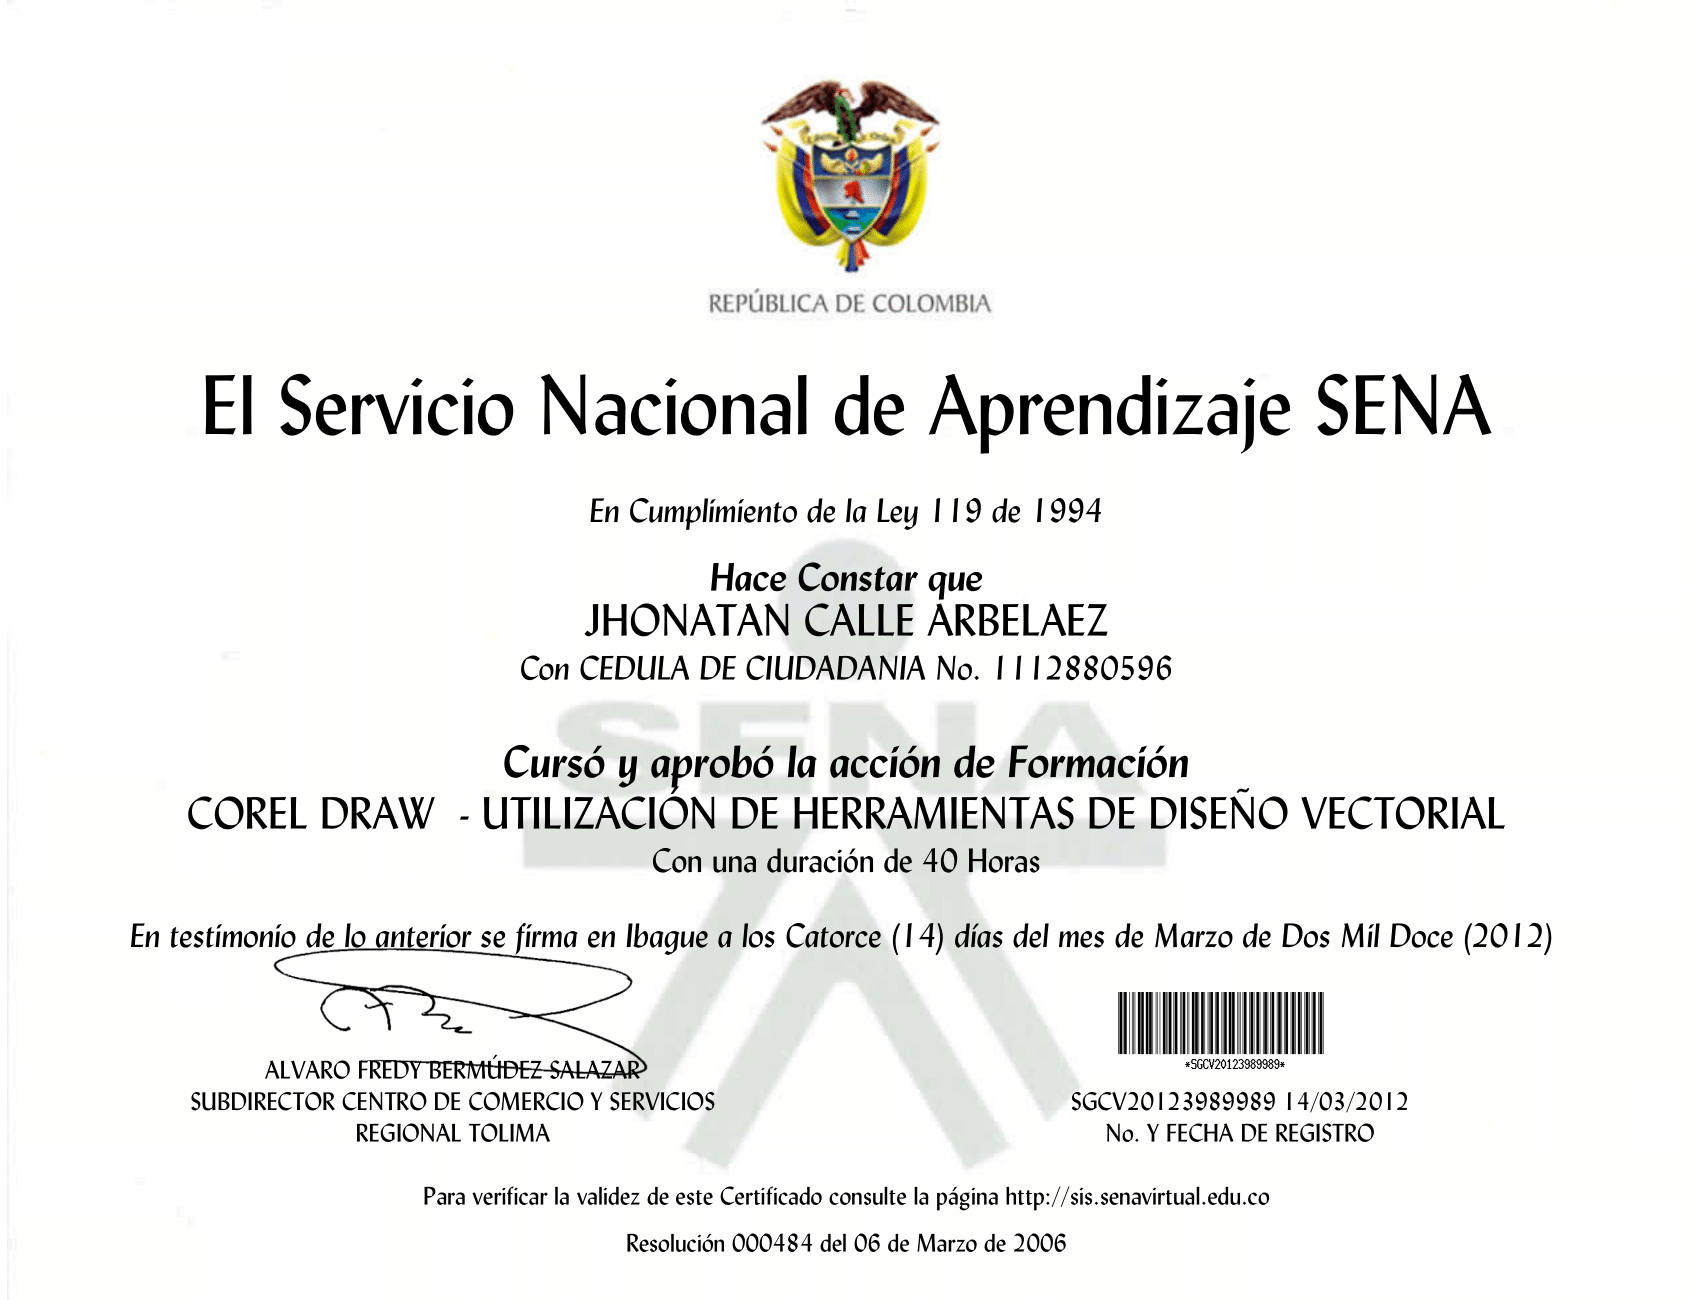 REPÚBLICA DE COLOMBIA
El Servicio Nacional de Aprendizaje SENA
En Cumplimiento de la Ley 119 de 1994
Hace Constar que
JHONATAN CALLE ARBELAEZ
Con CEDULA DE CIUDADANIA No. 1112880596
SENA
Cursó y aprobó la acción de Formación
COREL DRAW - UTILIZACIÓN DE HERRAMIENTAS DE DISEÑO VECTORIAL
Con una duración de 40 Horas
En testimonio de lo anterior se firma en Ibague a los Catorce (14) días del mes de Marzo de Dos Mil Doce (2012)
ALVARO FREDY BERMÚDEZ SALAZAR
SUBDIRECTOR CENTRO DE COMERCIO Y SERVICIOS
REGIONAL TOLIMA
*SGCV20123989989*
SGCV20123989989 14/03/2012
No. Y FECHA DE REGISTRO
Para verificar la validez de este Certificado consulte la página http://sis.senavirtual.edu.co
Resolución 000484 del 06 de Marzo de 2006